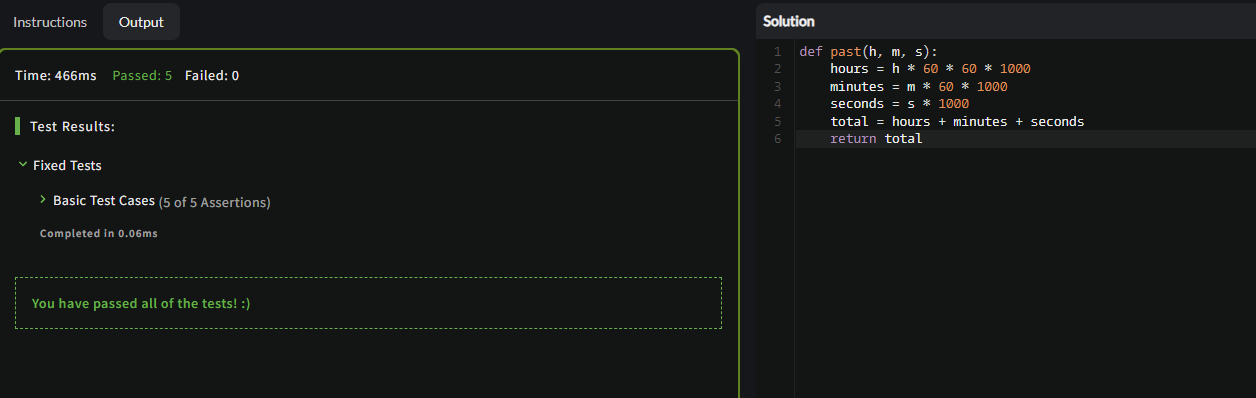 Instructions Output
Time: 466ms Passed: 5 Failed: 0
Test Results:
Fixed Tests
Basic Test Cases (5 of 5 Assertions)
Completed in 0.06ms
You have passed all of the tests! :)
Solution
1 def past(h, m, s):
2     hours = h * 60 * 60 * 1000
3     minutes = m * 60 * 1000
4     seconds = s * 1000
5     total = hours + minutes + seconds
6     return total